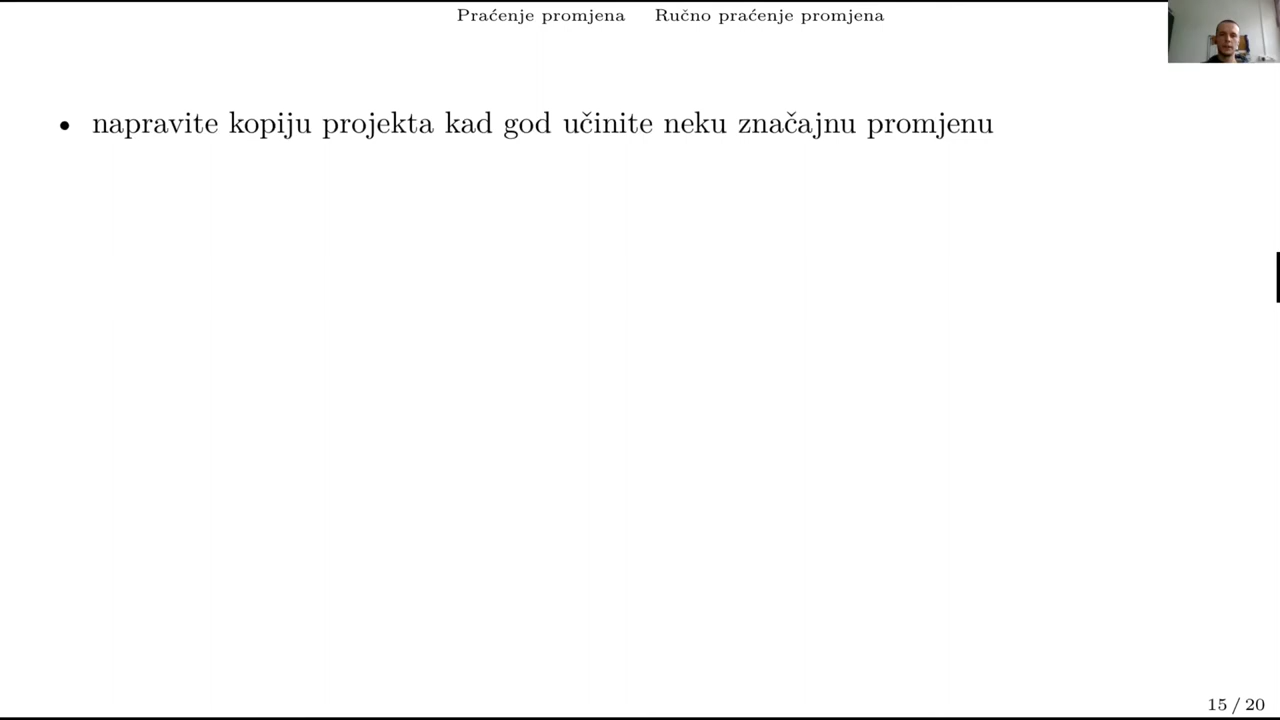 Praćenje promjena Ručno praćenje promjena
• napravite kopiju projekta kad god učinite neku značajnu promjenu
15 / 20